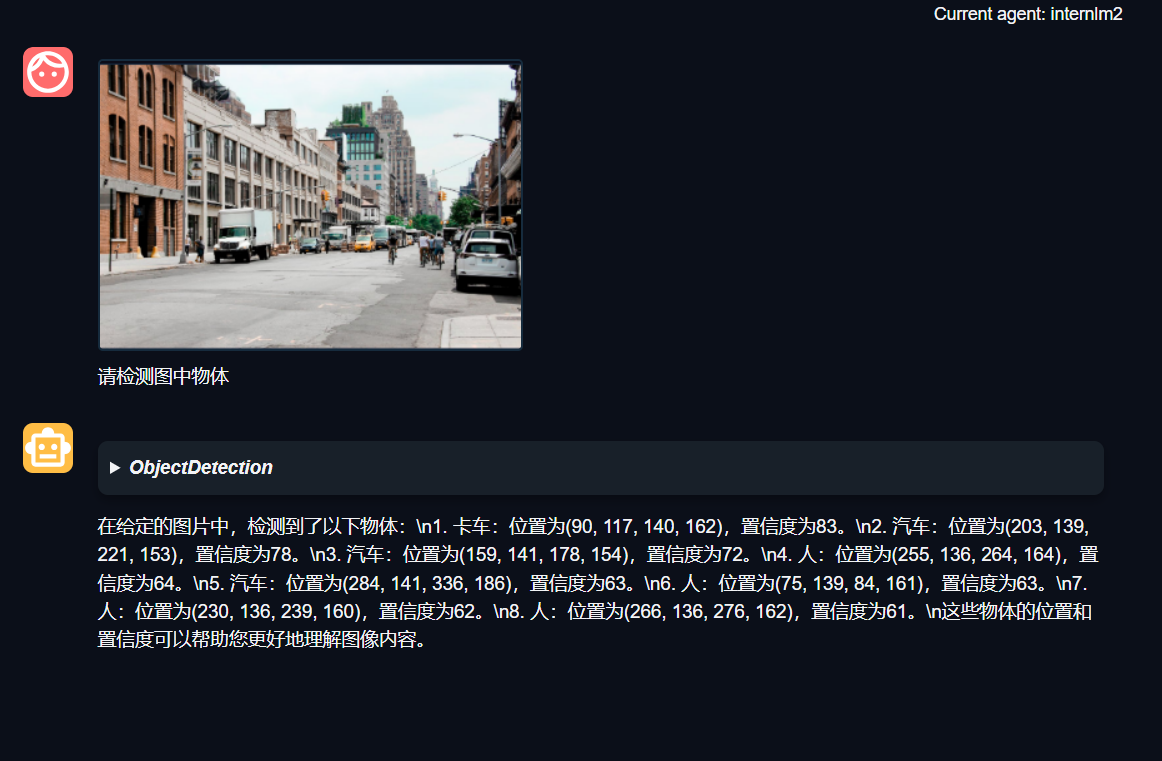 Current agent: internlm2
请检测图中物体
ObjectDetection
在给定的图片中，检测到了以下物体：\n1. 卡车：位置为(90, 117, 140, 162)，置信度为83。\n2. 汽车：位置为(203, 139,
221, 153)，置信度为78。\n3. 汽车：位置为(159, 141, 178, 154)，置信度为72。\n4. 人：位置为(255, 136, 264, 164)，置
信度为64。\n5. 汽车：位置为(284, 141, 336, 186)，置信度为63。\n6. 人：位置为(75, 139, 84, 161)，置信度为63。\n7.
人：位置为(230, 136, 239, 160)，置信度为62。\n8. 人：位置为(266, 136, 276, 162)，置信度为61。\n这些物体的位置和
置信度可以帮助您更好地理解图像内容。